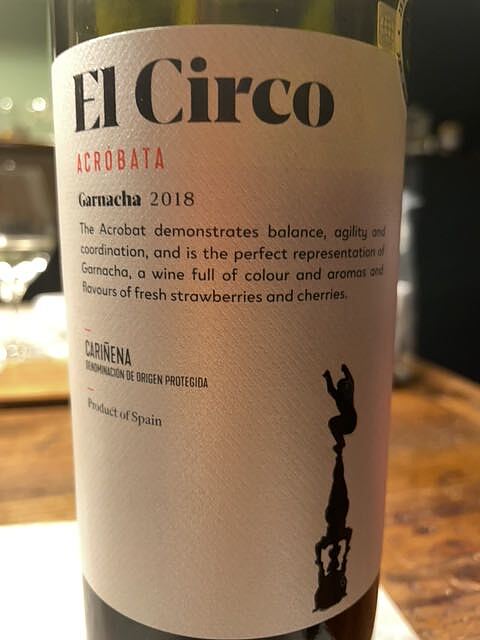 El Circo
ACRÓBATA
Garnacha 2018
The Acrobat demonstrates balance, agility and
coordination, and is the perfect representation of
Garnacha, a wine full of colour and aromas and
flavours of fresh strawberries and cherries.
CARIÑENA
DENOMINACIÓN DE ORIGEN PROTEGIDA
Product of Spain